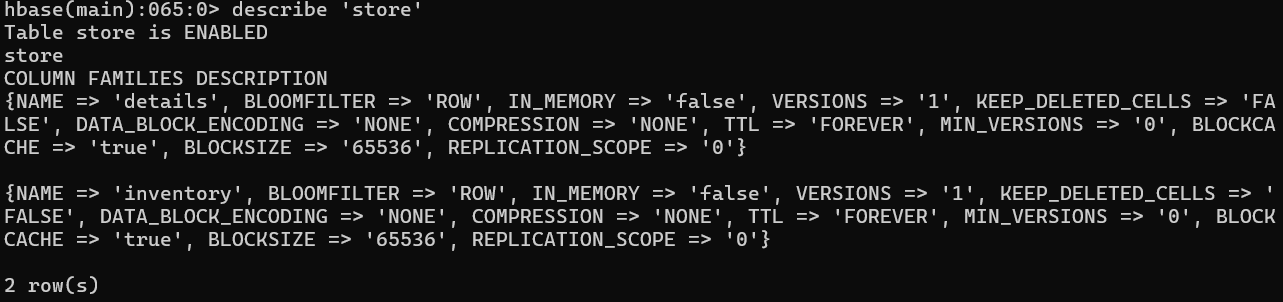 hbase(main):065:0> describe 'store'
Table store is ENABLED
store
COLUMN FAMILIES DESCRIPTION
{NAME => 'details', BLOOMFILTER => 'ROW', IN_MEMORY => 'false', VERSIONS => '1', KEEP_DELETED_CELLS => 'FA
LSE', DATA_BLOCK_ENCODING => 'NONE', COMPRESSION => 'NONE', TTL => 'FOREVER', MIN_VERSIONS => '0', BLOCKCA
CHE => 'true', BLOCKSIZE => '65536', REPLICATION_SCOPE => '0'}
{NAME => 'inventory', BLOOMFILTER => 'ROW', IN_MEMORY => 'false', VERSIONS => '1', KEEP_DELETED_CELLS => '
FALSE', DATA_BLOCK_ENCODING => 'NONE', COMPRESSION => 'NONE', TTL => 'FOREVER', MIN_VERSIONS => '0', BLOCK
CACHE => 'true', BLOCKSIZE => '65536', REPLICATION_SCOPE => '0'}
2 row(s)